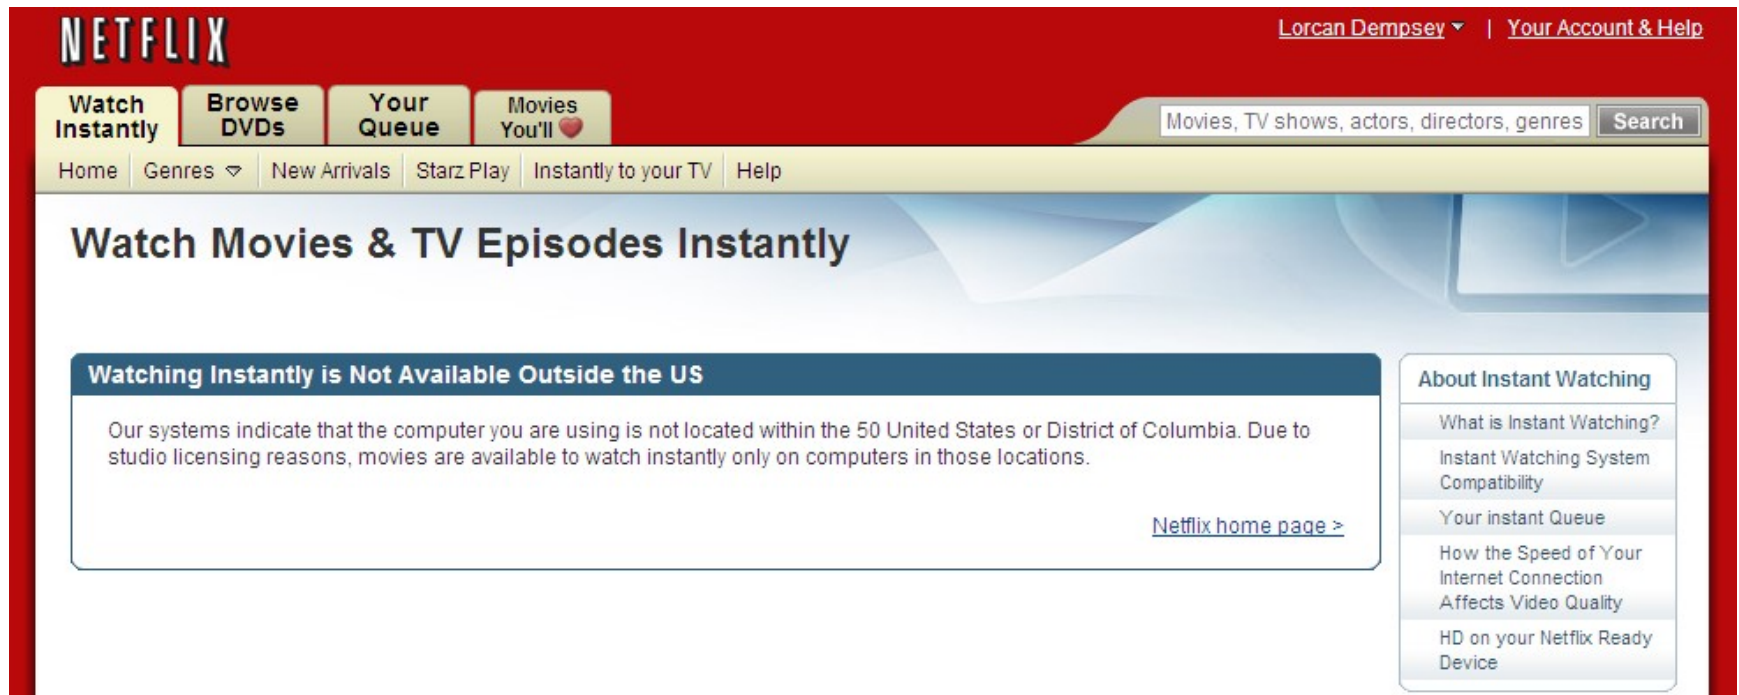 NETFLIX
Lorcan Dempsey | Your Account & Help
Watch Instantly
Browse DVDs
Your Queue
Movies You'll
Movies, TV shows, actors, directors, genres
Search
Home Genres New Arrivals Starz Play Instantly to your TV Help
Watch Movies & TV Episodes Instantly
Watching Instantly is Not Available Outside the US
Our systems indicate that the computer you are using is not located within the 50 United States or District of Columbia. Due to
studio licensing reasons, movies are available to watch instantly only on computers in those locations.
Netflix home page >
About Instant Watching
What is Instant Watching?
Instant Watching System
Compatibility
Your instant Queue
How the Speed of Your
Internet Connection
Affects Video Quality
HD on your Netflix Ready
Device